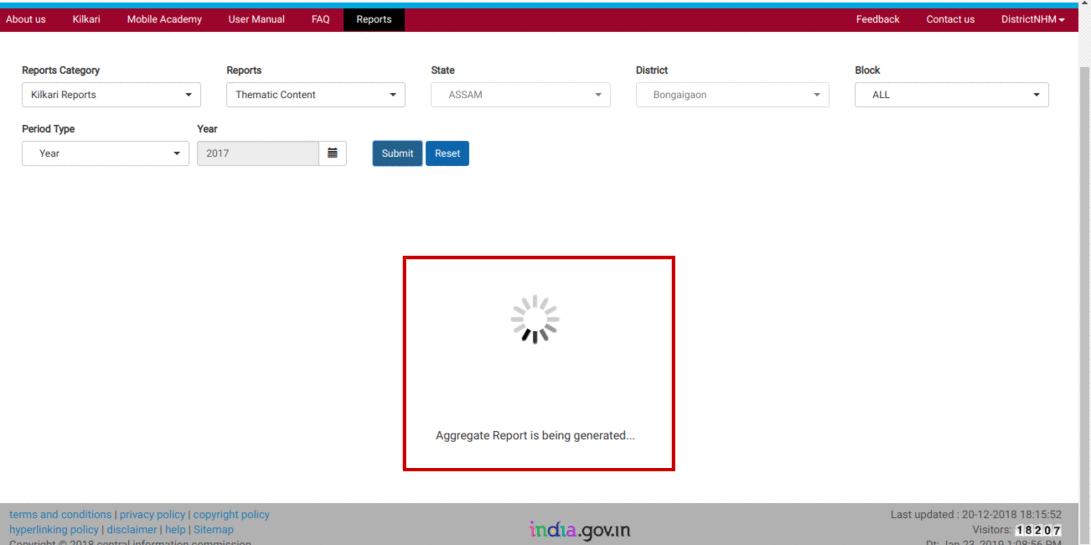 About us Kilkari Mobile Academy User Manual FAQ Reports Feedback Contact us DistrictNHM
Reports Category Reports State District Block
Kilkari Reports Thematic Content ASSAM Bongaigaon ALL
Period Type Year
Year 2017 Submit Reset
Aggregate Report is being generated...
terms and conditions | privacy policy | copyright policy
hyperlinking policy | disclaimer | help | Sitemap
Copyright © 2018 central information commission
india.gov.in
Last updated : 20-12-2018 18:15:52
Visitors: 18207
Dt: Jan 23, 2019 1:08:56 PM